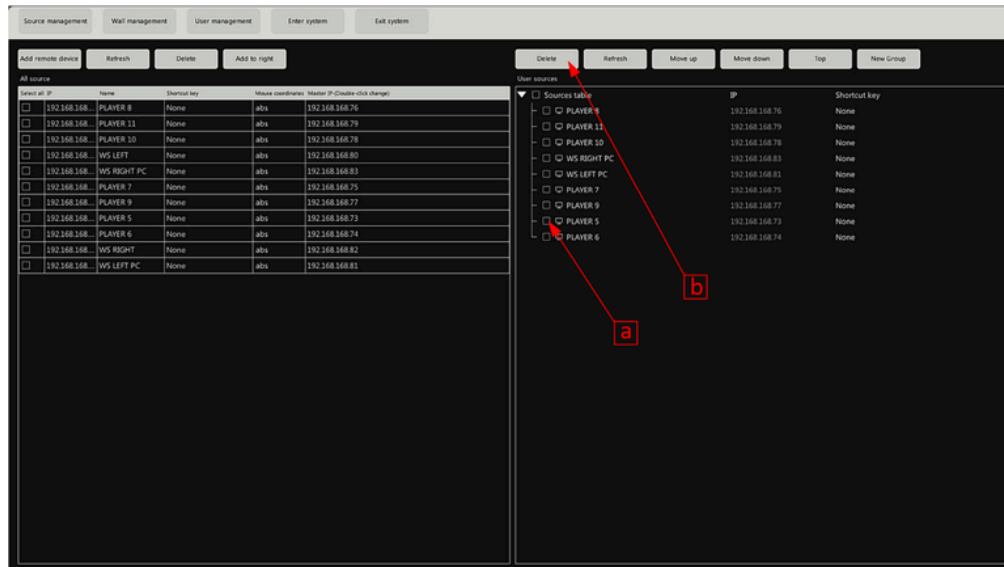 Source management Wall management User management Enter system Exit system
Add remote device Refresh Delete Add to right Delete Refresh Move up Move down Top New Group
All source User sources
Select all IP Name Shortcut key Mouse coordinates Master IP-(Double-click change)
192.168.168... PLAYER 8 None abs 192.168.168.76
192.168.168... PLAYER 11 None abs 192.168.168.79
192.168.168... PLAYER 10 None abs 192.168.168.78
192.168.168... WS LEFT None abs 192.168.168.80
192.168.168... WS RIGHT PC None abs 192.168.168.83
192.168.168... PLAYER 7 None abs 192.168.168.75
192.168.168... PLAYER 9 None abs 192.168.168.77
192.168.168... PLAYER 5 None abs 192.168.168.73
192.168.168... PLAYER 6 None abs 192.168.168.74
192.168.168... WS RIGHT None abs 192.168.168.82
192.168.168... WS LEFT PC None abs 192.168.168.81
Sources table IP Shortcut key
PLAYER 8 192.168.168.76 None
PLAYER 11 192.168.168.79 None
PLAYER 10 192.168.168.78 None
WS RIGHT PC 192.168.168.83 None
WS LEFT PC 192.168.168.81 None
PLAYER 7 192.168.168.75 None
PLAYER 9 192.168.168.77 None
PLAYER 5 192.168.168.73 None
PLAYER 6 192.168.168.74 None
b
a